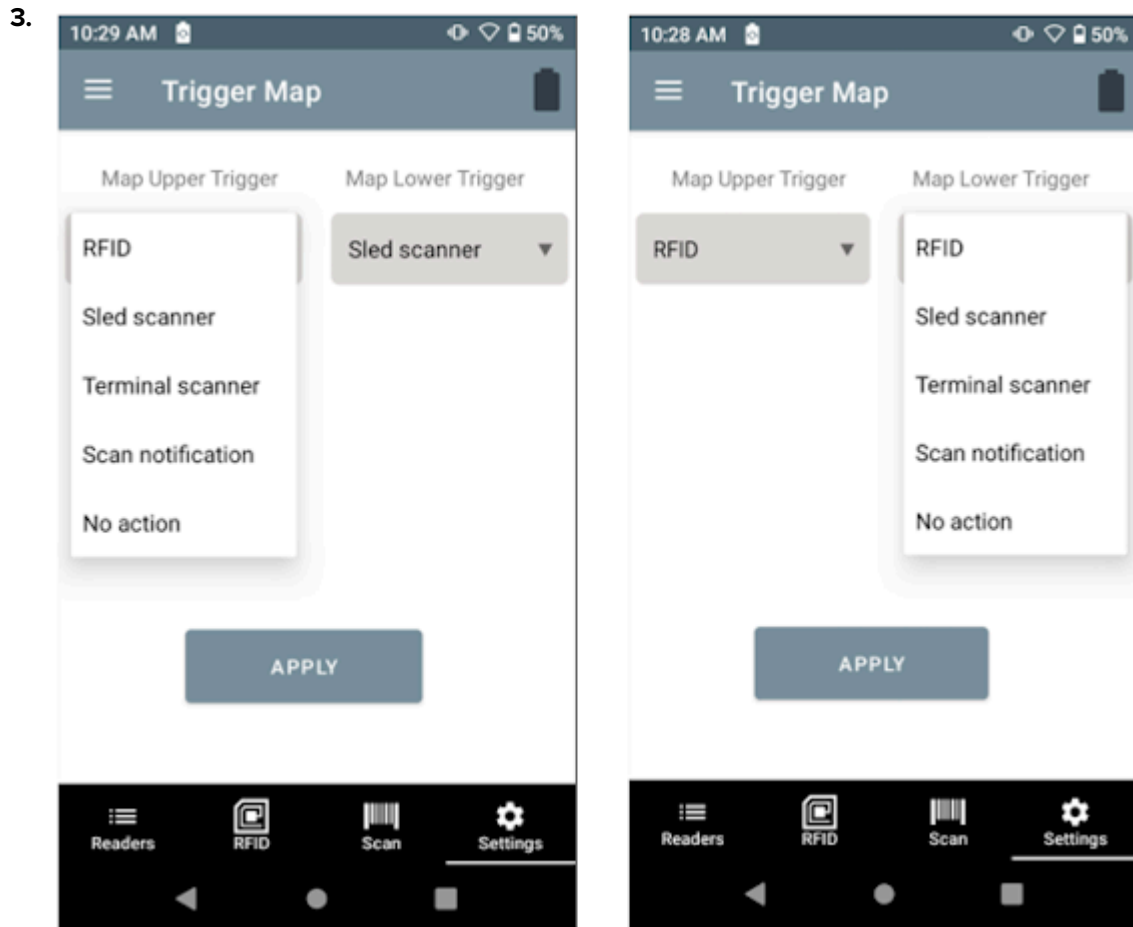 3.
10:29 AM 50%
Trigger Map
Map Upper Trigger Map Lower Trigger
RFID
Sled scanner
Sled scanner
Terminal scanner
Scan notification
No action
APPLY
Readers RFID Scan Settings
10:28 AM 50%
Trigger Map
Map Upper Trigger Map Lower Trigger
RFID
RFID
Sled scanner
Terminal scanner
Scan notification
No action
APPLY
Readers RFID Scan Settings